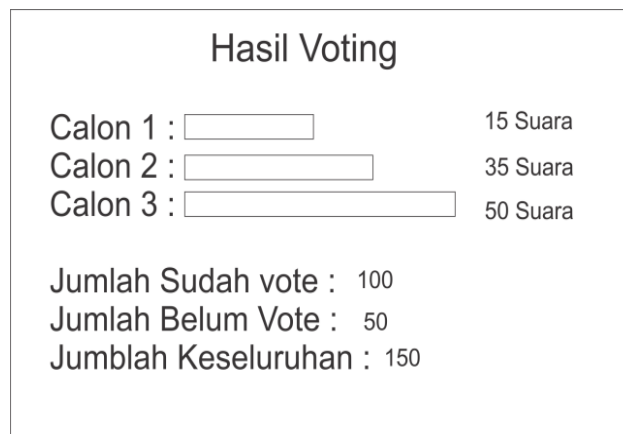 Hasil Voting
Calon 1 : 15 Suara
Calon 2 : 35 Suara
Calon 3 : 50 Suara
Jumlah Sudah vote : 100
Jumlah Belum Vote : 50
Jumblah Keseluruhan : 150